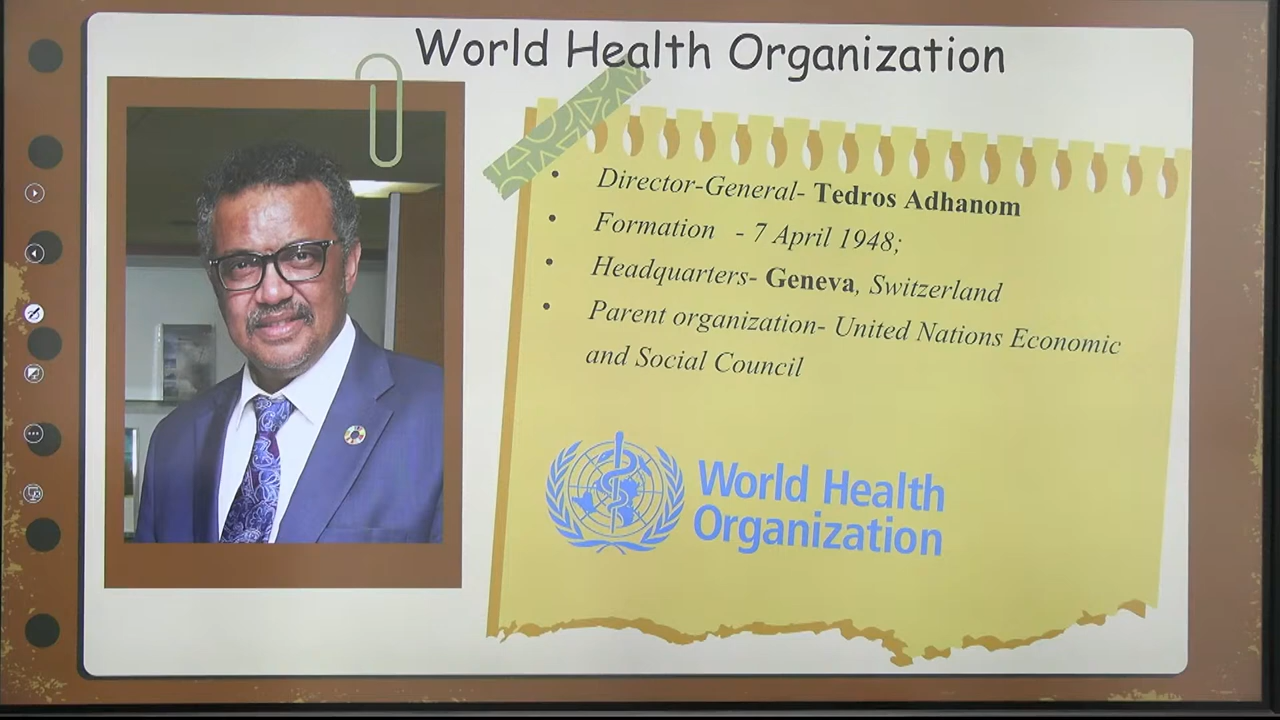 World Health Organization
• Director-General- Tedros Adhanom
• Formation - 7 April 1948;
• Headquarters- Geneva, Switzerland
• Parent organization- United Nations Economic
and Social Council
World Health
Organization